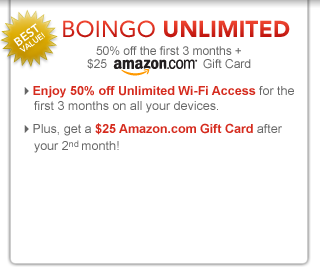 BEST VALUE!
BOINGO UNLIMITED
50% off the first 3 months +
$25 amazon.com Gift Card
Enjoy 50% off Unlimited Wi-Fi Access for the
first 3 months on all your devices.
Plus, get a $25 Amazon.com Gift Card after
your 2nd month!